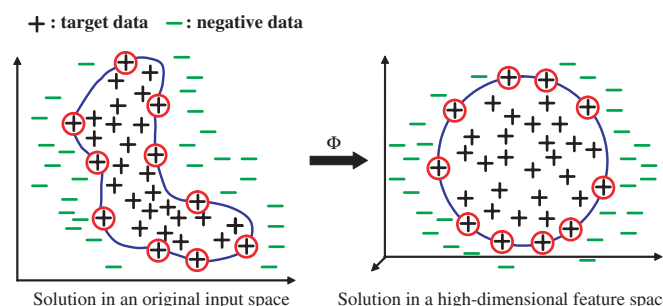 + : target data − : negative data
Φ
Solution in an original input space
Solution in a high-dimensional feature spac